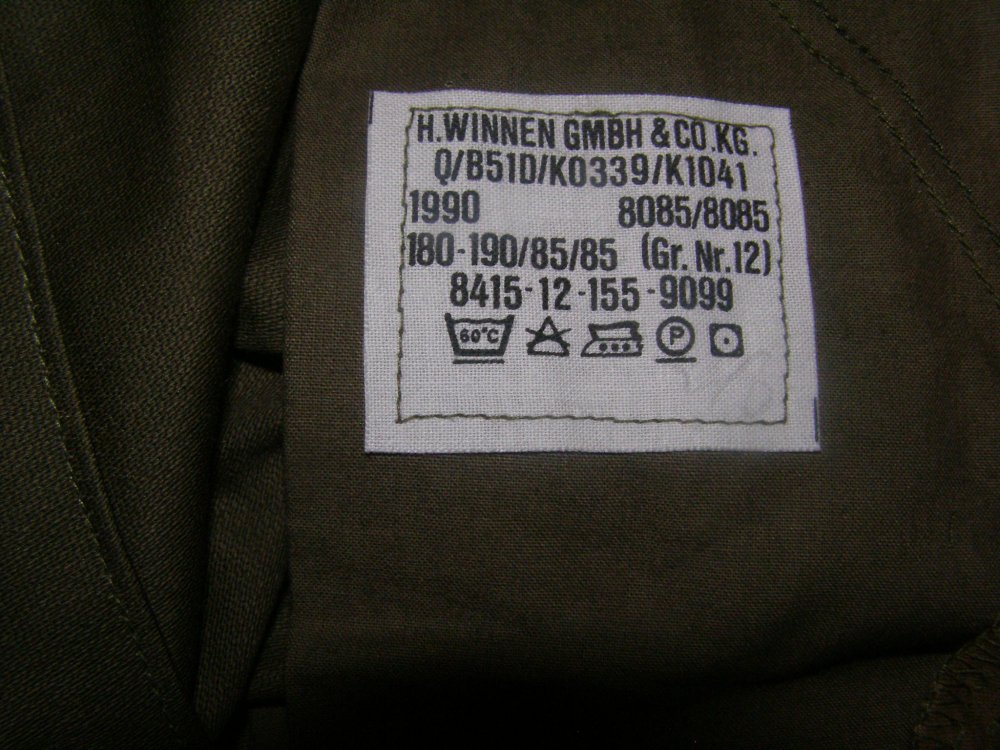 H.WINNEN GMBH & CO.KG.
Q/B51D/K0339/K1041
1990 8085/8085
180-190/85/85 (Gr. Nr.12)
8415-12-155-9099
60°C P